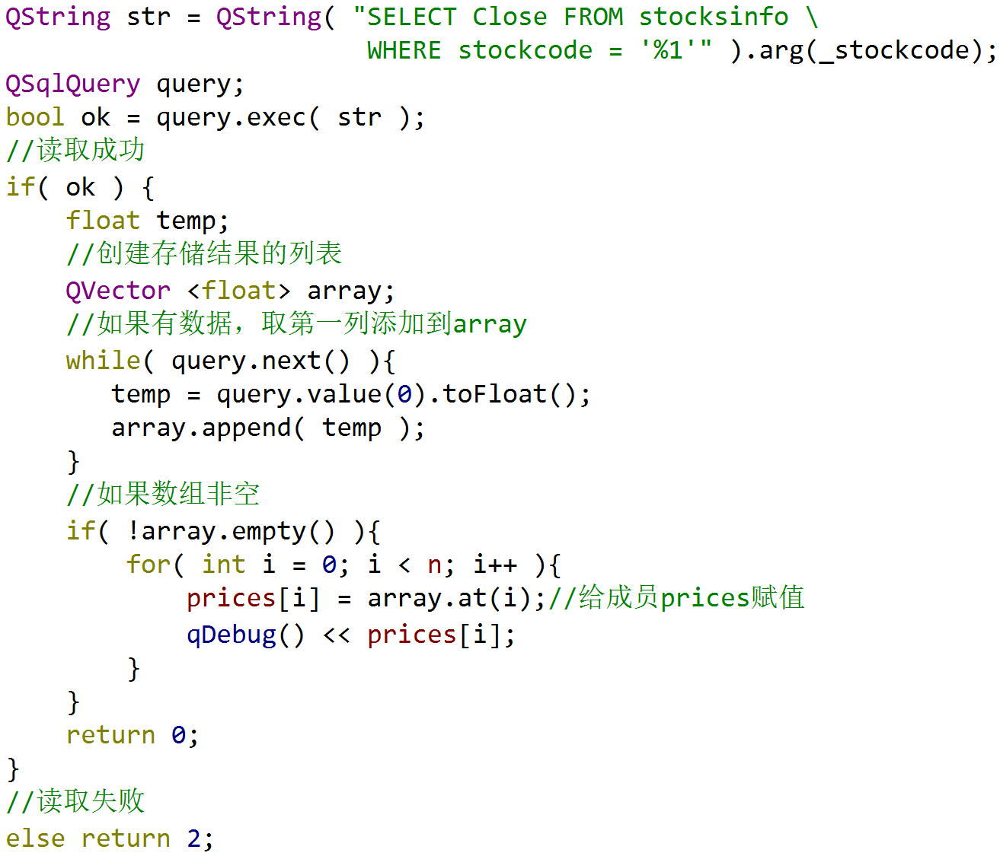 QString str = QString( "SELECT Close FROM stocksinfo \
                        WHERE stockcode = '%1'" ).arg(_stockcode);
QSqlQuery query;
bool ok = query.exec( str );
//读取成功
if( ok ) {
    float temp;
    //创建存储结果的列表
    QVector <float> array;
    //如果有数据，取第一列添加到array
    while( query.next() ){
       temp = query.value(0).toFloat();
       array.append( temp );
    }
    //如果数组非空
    if( !array.empty() ){
        for( int i = 0; i < n; i++ ){
            prices[i] = array.at(i);//给成员prices赋值
            qDebug() << prices[i];
        }
    }
    return 0;
}
//读取失败
else return 2;